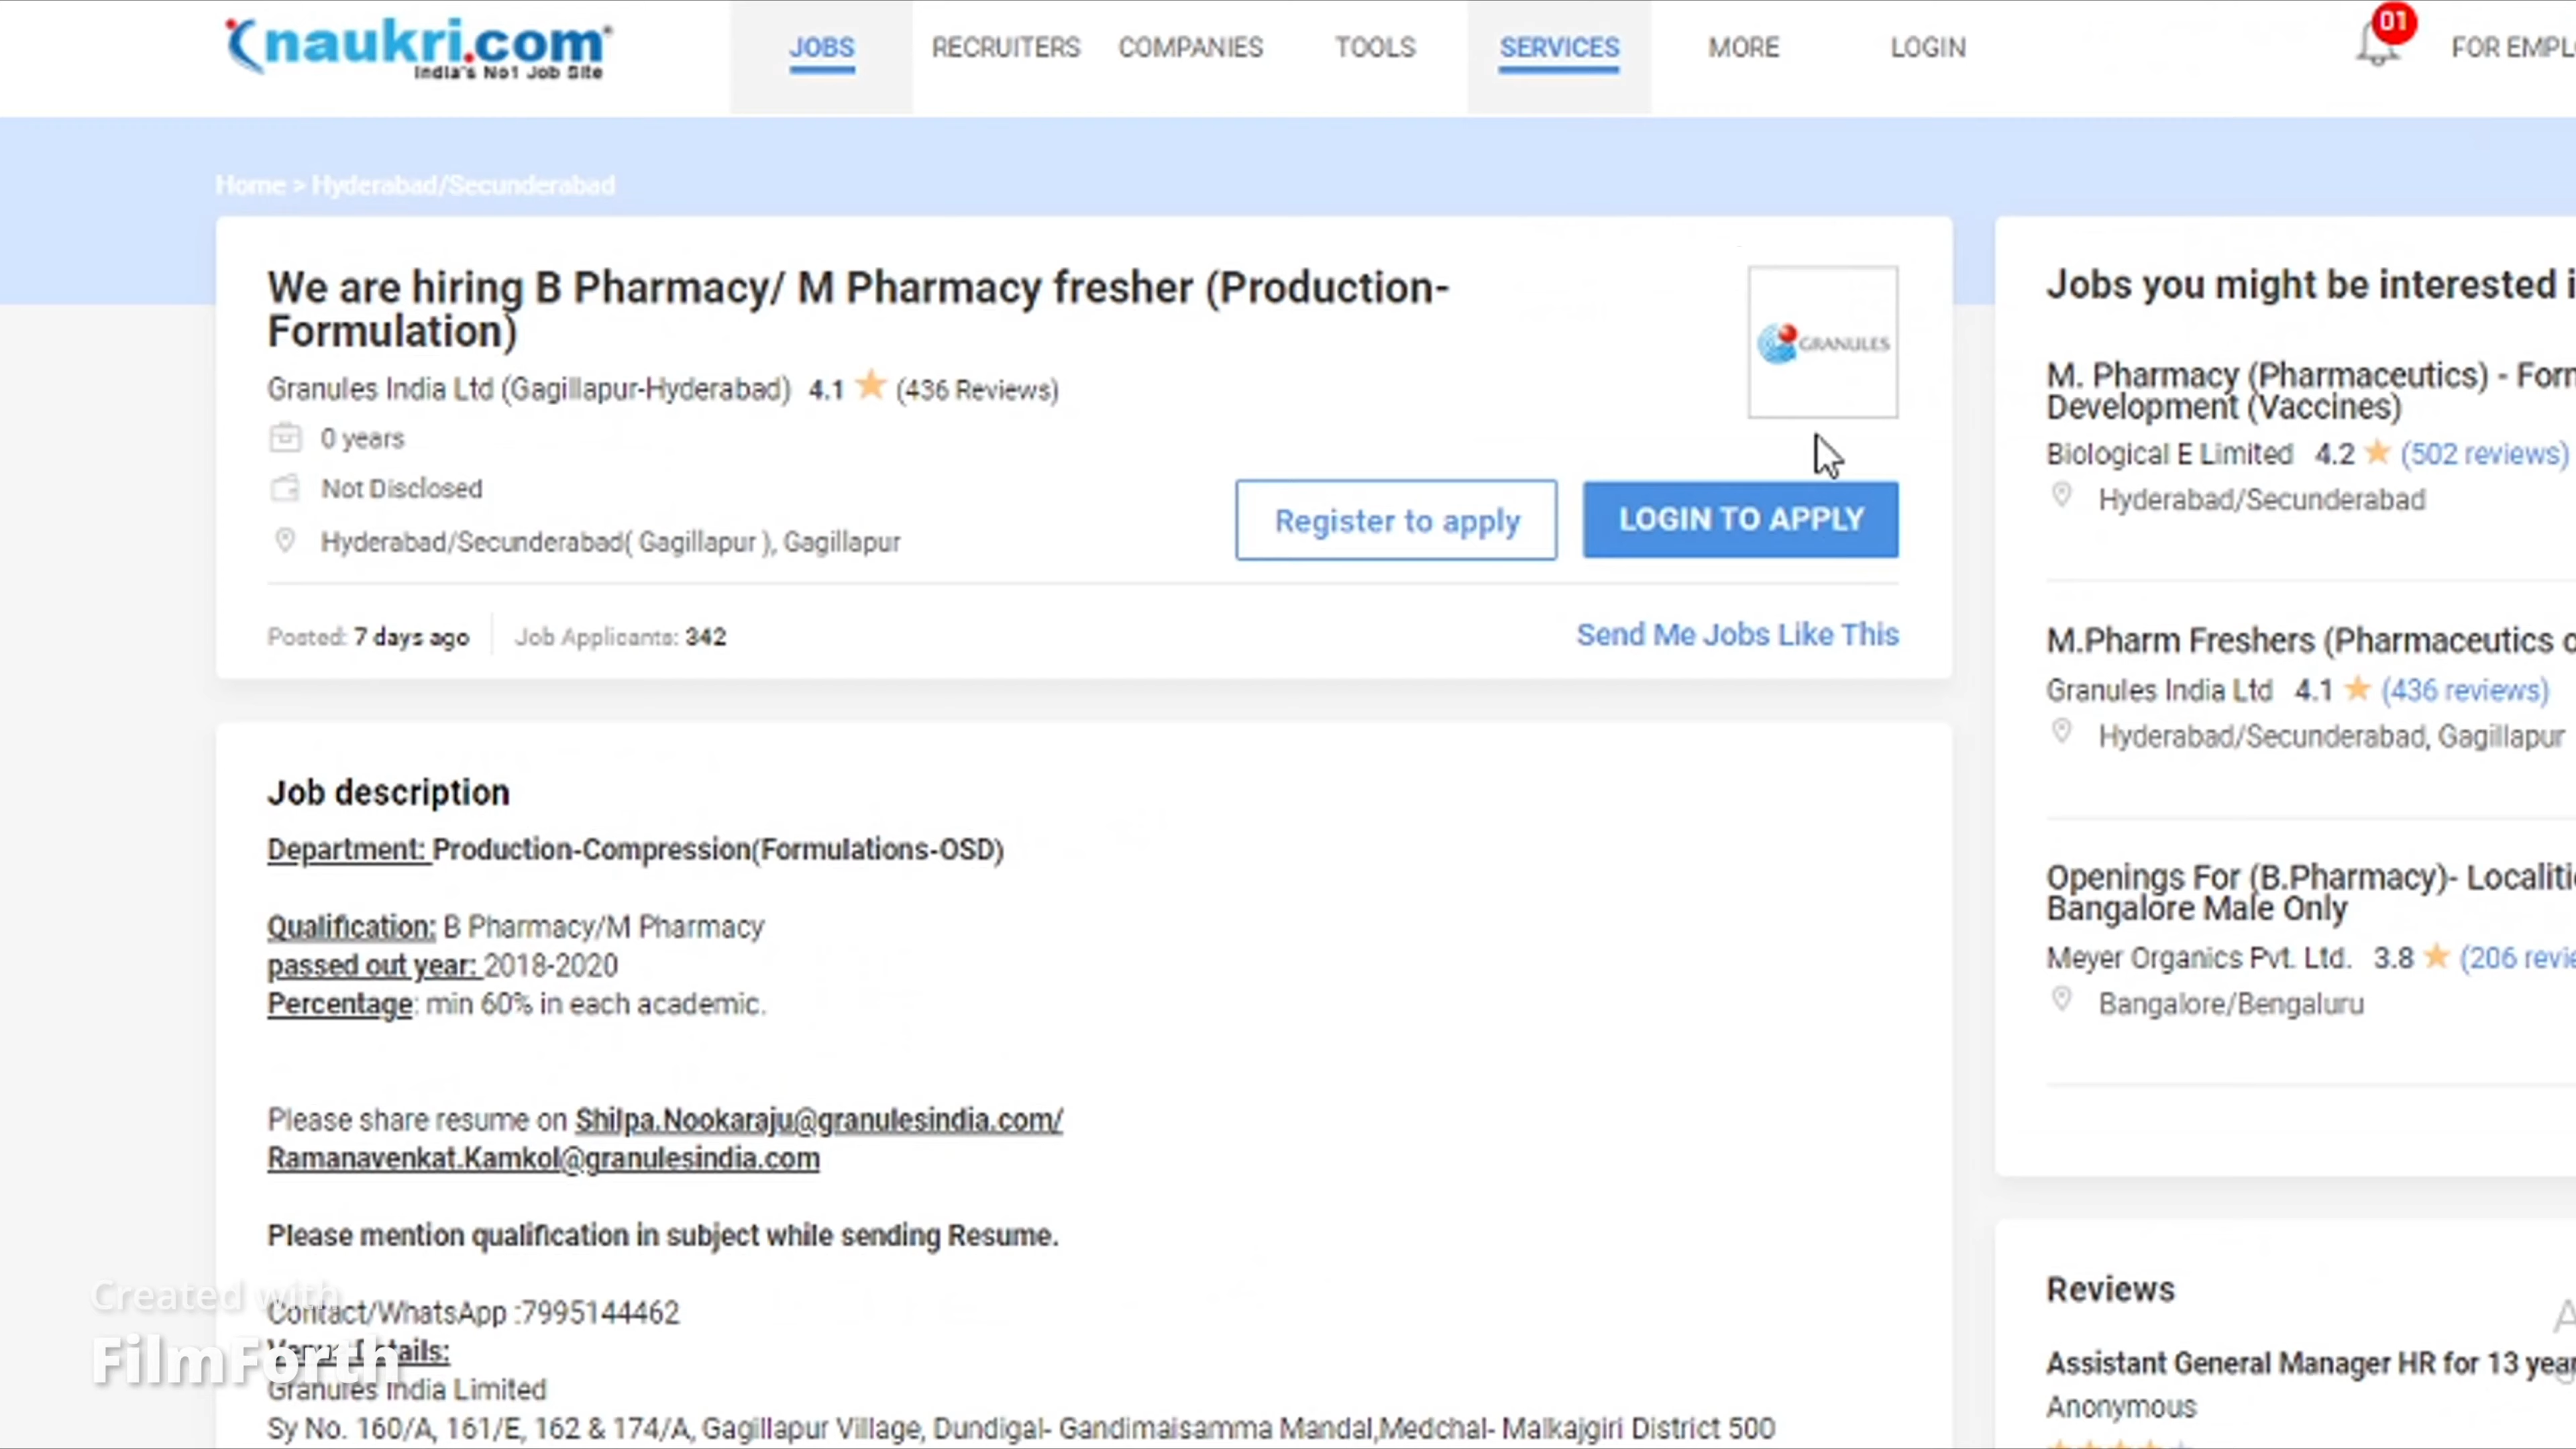 naukri.com
India's No1 Job Site
JOBS
RECRUITERS
COMPANIES
TOOLS
SERVICES
MORE
LOGIN
01
FOR EMPL
Home > Hyderabad/Secunderabad
We are hiring B Pharmacy/ M Pharmacy fresher (Production-
Formulation)
Granules India Ltd (Gagillapur-Hyderabad) 4.1 ★ (436 Reviews)
GRANULES
0 years
Not Disclosed
Hyderabad/Secunderabad( Gagillapur ), Gagillapur
Register to apply
LOGIN TO APPLY
Posted: 7 days ago
Job Applicants: 342
Send Me Jobs Like This
Job description
Department: Production-Compression(Formulations-OSD)
Qualification: B Pharmacy/M Pharmacy
passed out year: 2018-2020
Percentage: min 60% in each academic.
Please share resume on Shilpa.Nookaraju@granulesindia.com/
Ramanavenkat.Kamkol@granulesindia.com
Please mention qualification in subject while sending Resume.
Contact/WhatsApp :7995144462
Venue Details:
Granules India Limited
Sy No. 160/A, 161/E, 162 & 174/A, Gagillapur Village, Dundigal- Gandimaisamma Mandal,Medchal- Malkajgiri District 500
Created with
FilmForth
Jobs you might be interested i
M. Pharmacy (Pharmaceutics) - Form
Development (Vaccines)
Biological E Limited 4.2 ★ (502 reviews)
Hyderabad/Secunderabad
M.Pharm Freshers (Pharmaceutics o
Granules India Ltd 4.1 ★ (436 reviews)
Hyderabad/Secunderabad, Gagillapur
Openings For (B.Pharmacy)- Localiti
Bangalore Male Only
Meyer Organics Pvt. Ltd. 3.8 ★ (206 revie
Bangalore/Bengaluru
Reviews
A
Assistant General Manager HR for 13 year
Anonymous